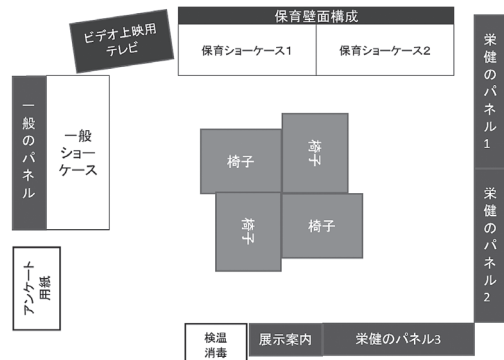 保育壁面構成
ビデオ上映用
テレビ
保育ショーケース1
保育ショーケース2
栄健のパネル1
一般のパネル
一般
ショー
ケース
椅子
椅子
椅子
椅子
栄健のパネル2
アンケート
用紙
検温
消毒
展示案内
栄健のパネル3